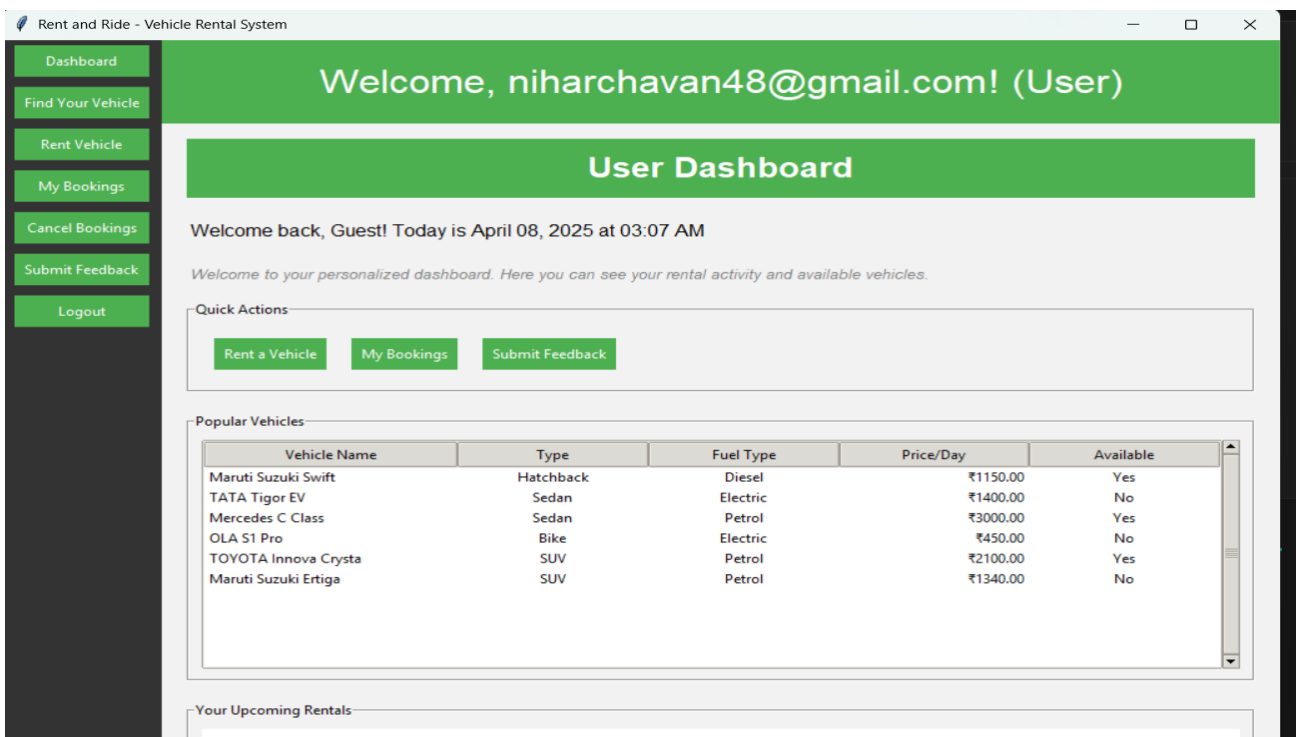 Rent and Ride - Vehicle Rental System
Dashboard
Find Your Vehicle
Rent Vehicle
My Bookings
Cancel Bookings
Submit Feedback
Logout
Welcome, niharchavan48@gmail.com! (User)
User Dashboard
Welcome back, Guest! Today is April 08, 2025 at 03:07 AM
Welcome to your personalized dashboard. Here you can see your rental activity and available vehicles.
Quick Actions
Rent a Vehicle My Bookings Submit Feedback
Popular Vehicles
Vehicle Name Type Fuel Type Price/Day Available
Maruti Suzuki Swift Hatchback Diesel ₹1150.00 Yes
TATA Tigor EV Sedan Electric ₹1400.00 No
Mercedes C Class Sedan Petrol ₹3000.00 Yes
OLA S1 Pro Bike Electric ₹450.00 No
TOYOTA Innova Crysta SUV Petrol ₹2100.00 Yes
Maruti Suzuki Ertiga SUV Petrol ₹1340.00 No
Your Upcoming Rentals